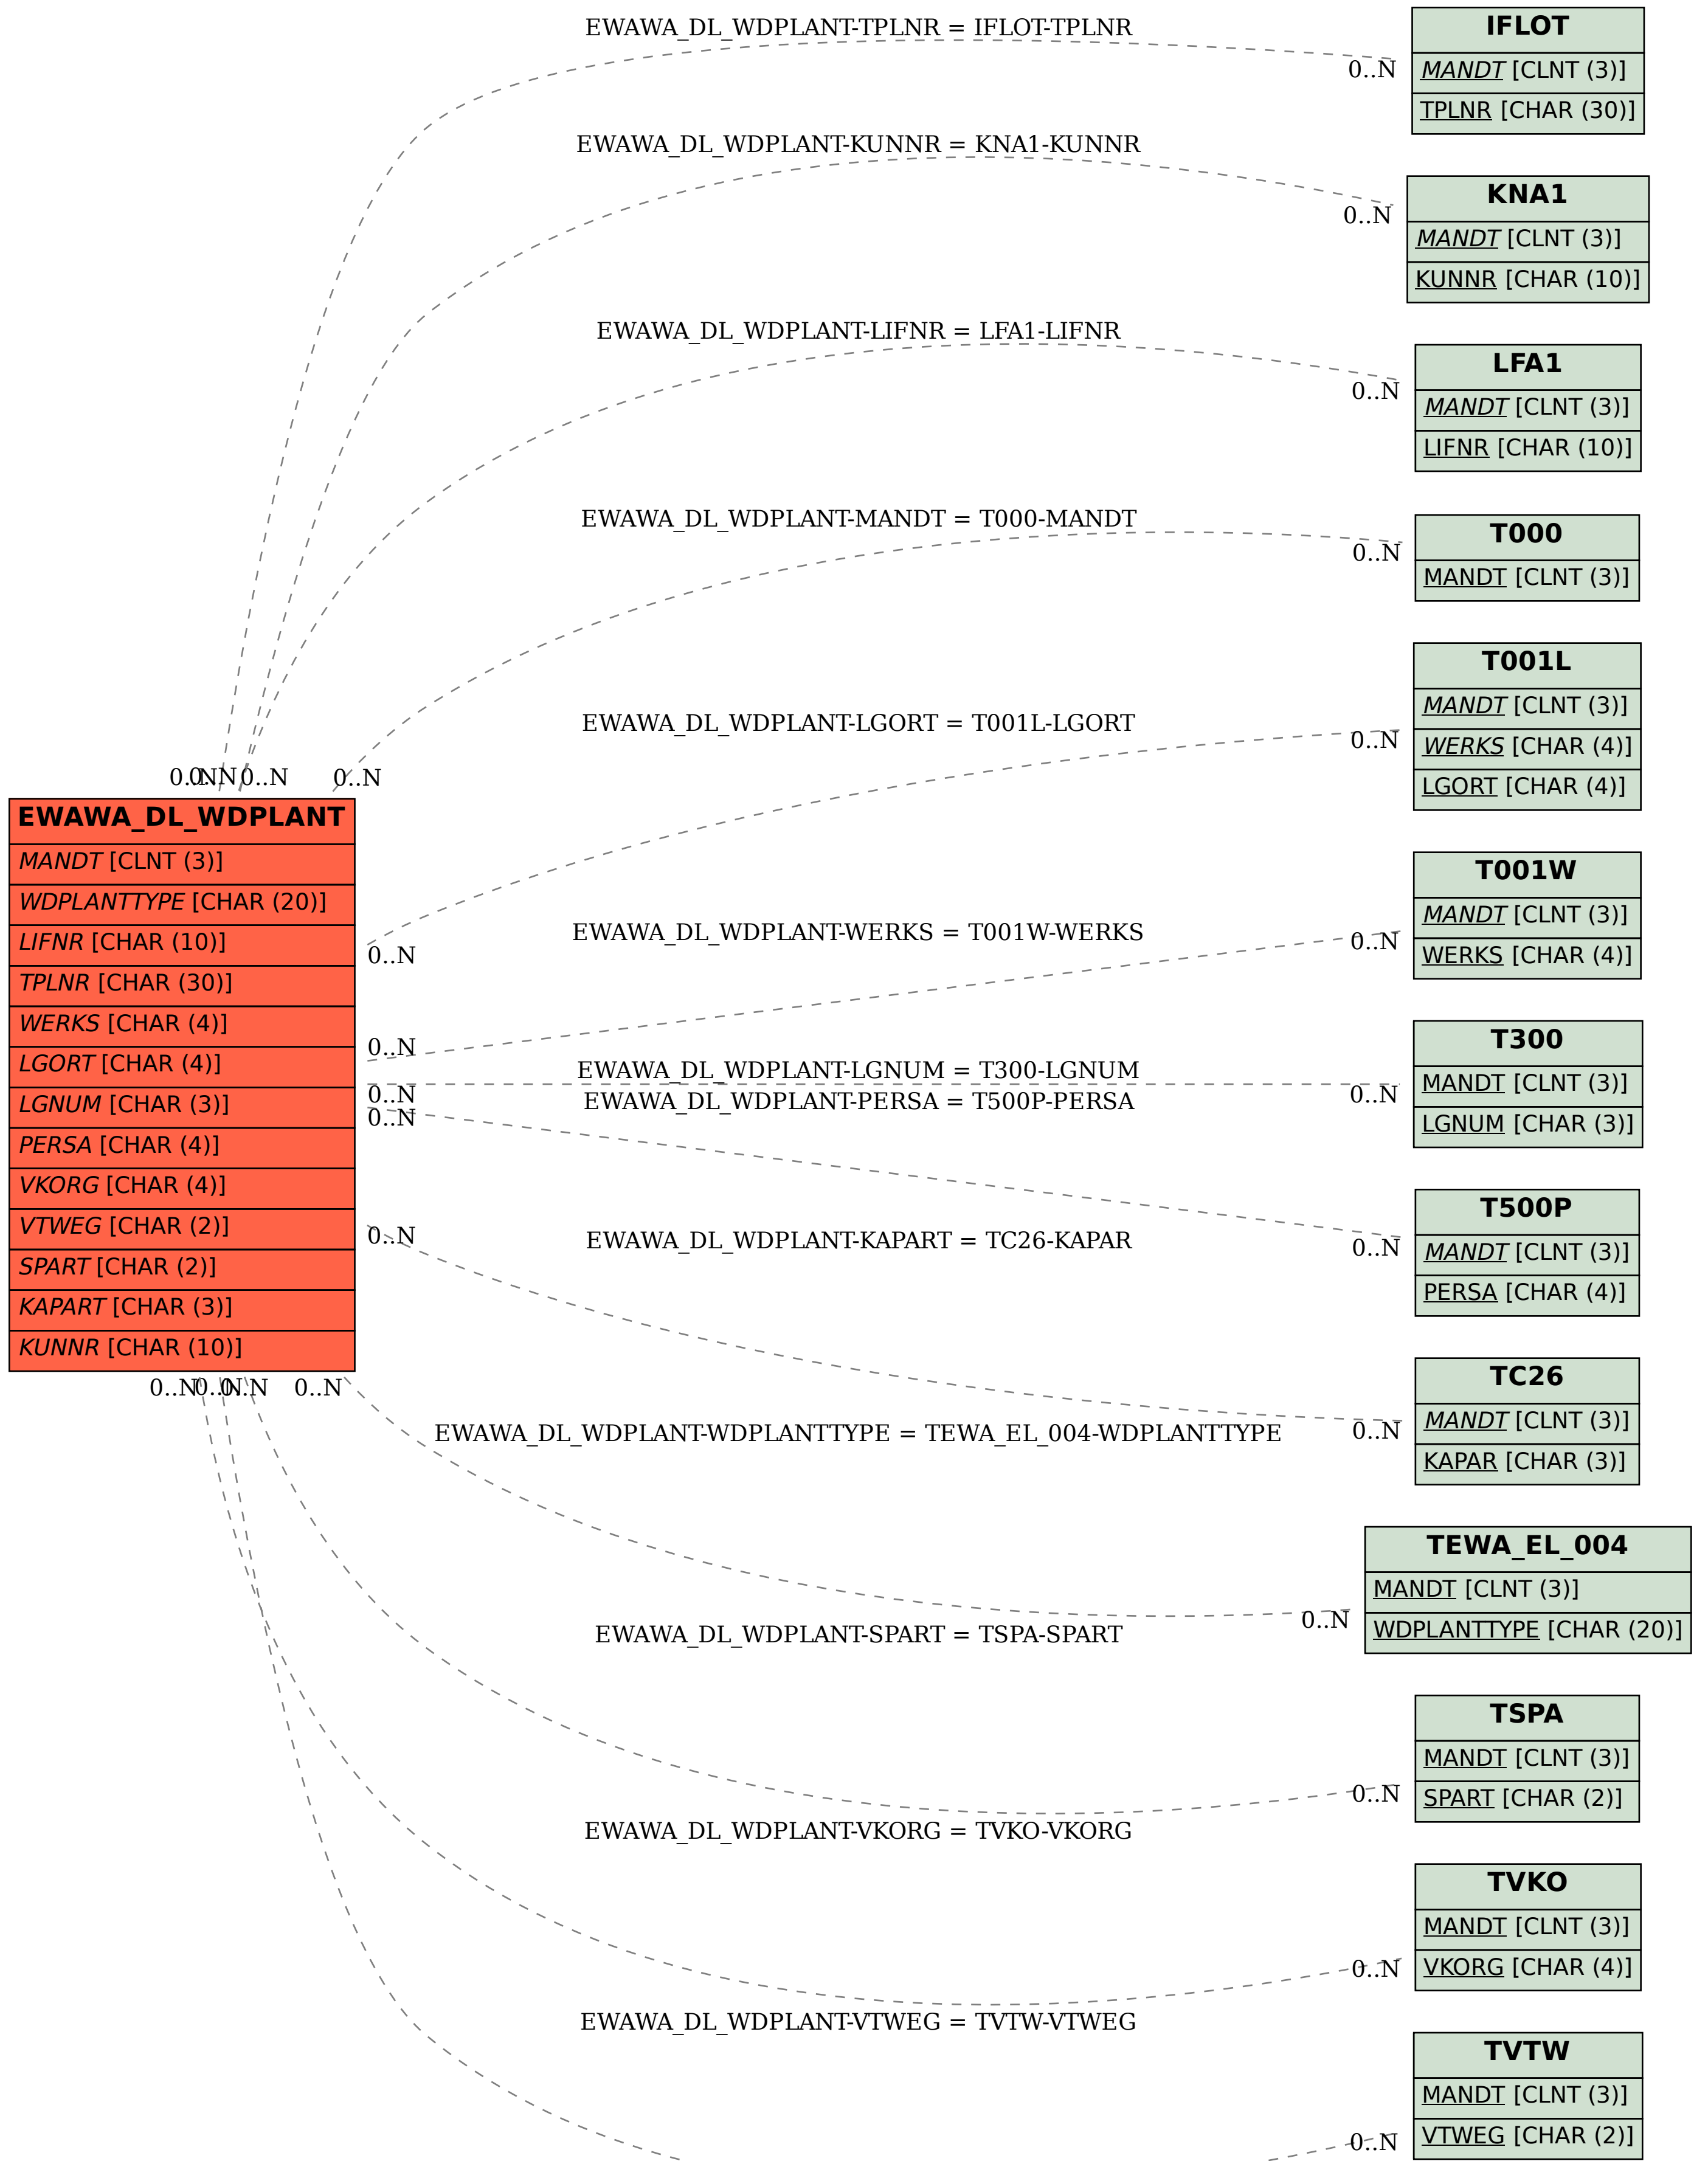 EWAWA_DL_WDPLANT-TPLNR = IFLOT-TPLNR
0..N
IFLOT
MANDT [CLNT (3)]
TPLNR [CHAR (30)]
EWAWA_DL_WDPLANT-KUNNR = KNA1-KUNNR
0..N
KNA1
MANDT [CLNT (3)]
KUNNR [CHAR (10)]
EWAWA_DL_WDPLANT-LIFNR = LFA1-LIFNR
0..N
LFA1
MANDT [CLNT (3)]
LIFNR [CHAR (10)]
EWAWA_DL_WDPLANT-MANDT = T000-MANDT
0..N
T000
MANDT [CLNT (3)]
EWAWA_DL_WDPLANT-LGORT = T001L-LGORT
0..N
T001L
MANDT [CLNT (3)]
WERKS [CHAR (4)]
LGORT [CHAR (4)]
0..N
0..N
0..N
0..N
EWAWA_DL_WDPLANT
MANDT [CLNT (3)]
WDPLANTTYPE [CHAR (20)]
LIFNR [CHAR (10)]
TPLNR [CHAR (30)]
WERKS [CHAR (4)]
LGORT [CHAR (4)]
LGNUM [CHAR (3)]
PERSA [CHAR (4)]
VKORG [CHAR (4)]
VTWEG [CHAR (2)]
SPART [CHAR (2)]
KAPART [CHAR (3)]
KUNNR [CHAR (10)]
0..N
0..N
0..N
0..N
0..N
0..N
0..N
0..N
0..N
EWAWA_DL_WDPLANT-WERKS = T001W-WERKS
0..N
T001W
MANDT [CLNT (3)]
WERKS [CHAR (4)]
EWAWA_DL_WDPLANT-LGNUM = T300-LGNUM
0..N
T300
MANDT [CLNT (3)]
LGNUM [CHAR (3)]
EWAWA_DL_WDPLANT-PERSA = T500P-PERSA
0..N
T500P
MANDT [CLNT (3)]
PERSA [CHAR (4)]
EWAWA_DL_WDPLANT-KAPART = TC26-KAPAR
0..N
TC26
MANDT [CLNT (3)]
KAPAR [CHAR (3)]
EWAWA_DL_WDPLANT-WDPLANTTYPE = TEWA_EL_004-WDPLANTTYPE
0..N
TEWA_EL_004
MANDT [CLNT (3)]
WDPLANTTYPE [CHAR (20)]
EWAWA_DL_WDPLANT-SPART = TSPA-SPART
0..N
TSPA
MANDT [CLNT (3)]
SPART [CHAR (2)]
EWAWA_DL_WDPLANT-VKORG = TVKO-VKORG
0..N
TVKO
MANDT [CLNT (3)]
VKORG [CHAR (4)]
EWAWA_DL_WDPLANT-VTWEG = TVTW-VTWEG
0..N
TVTW
MANDT [CLNT (3)]
VTWEG [CHAR (2)]